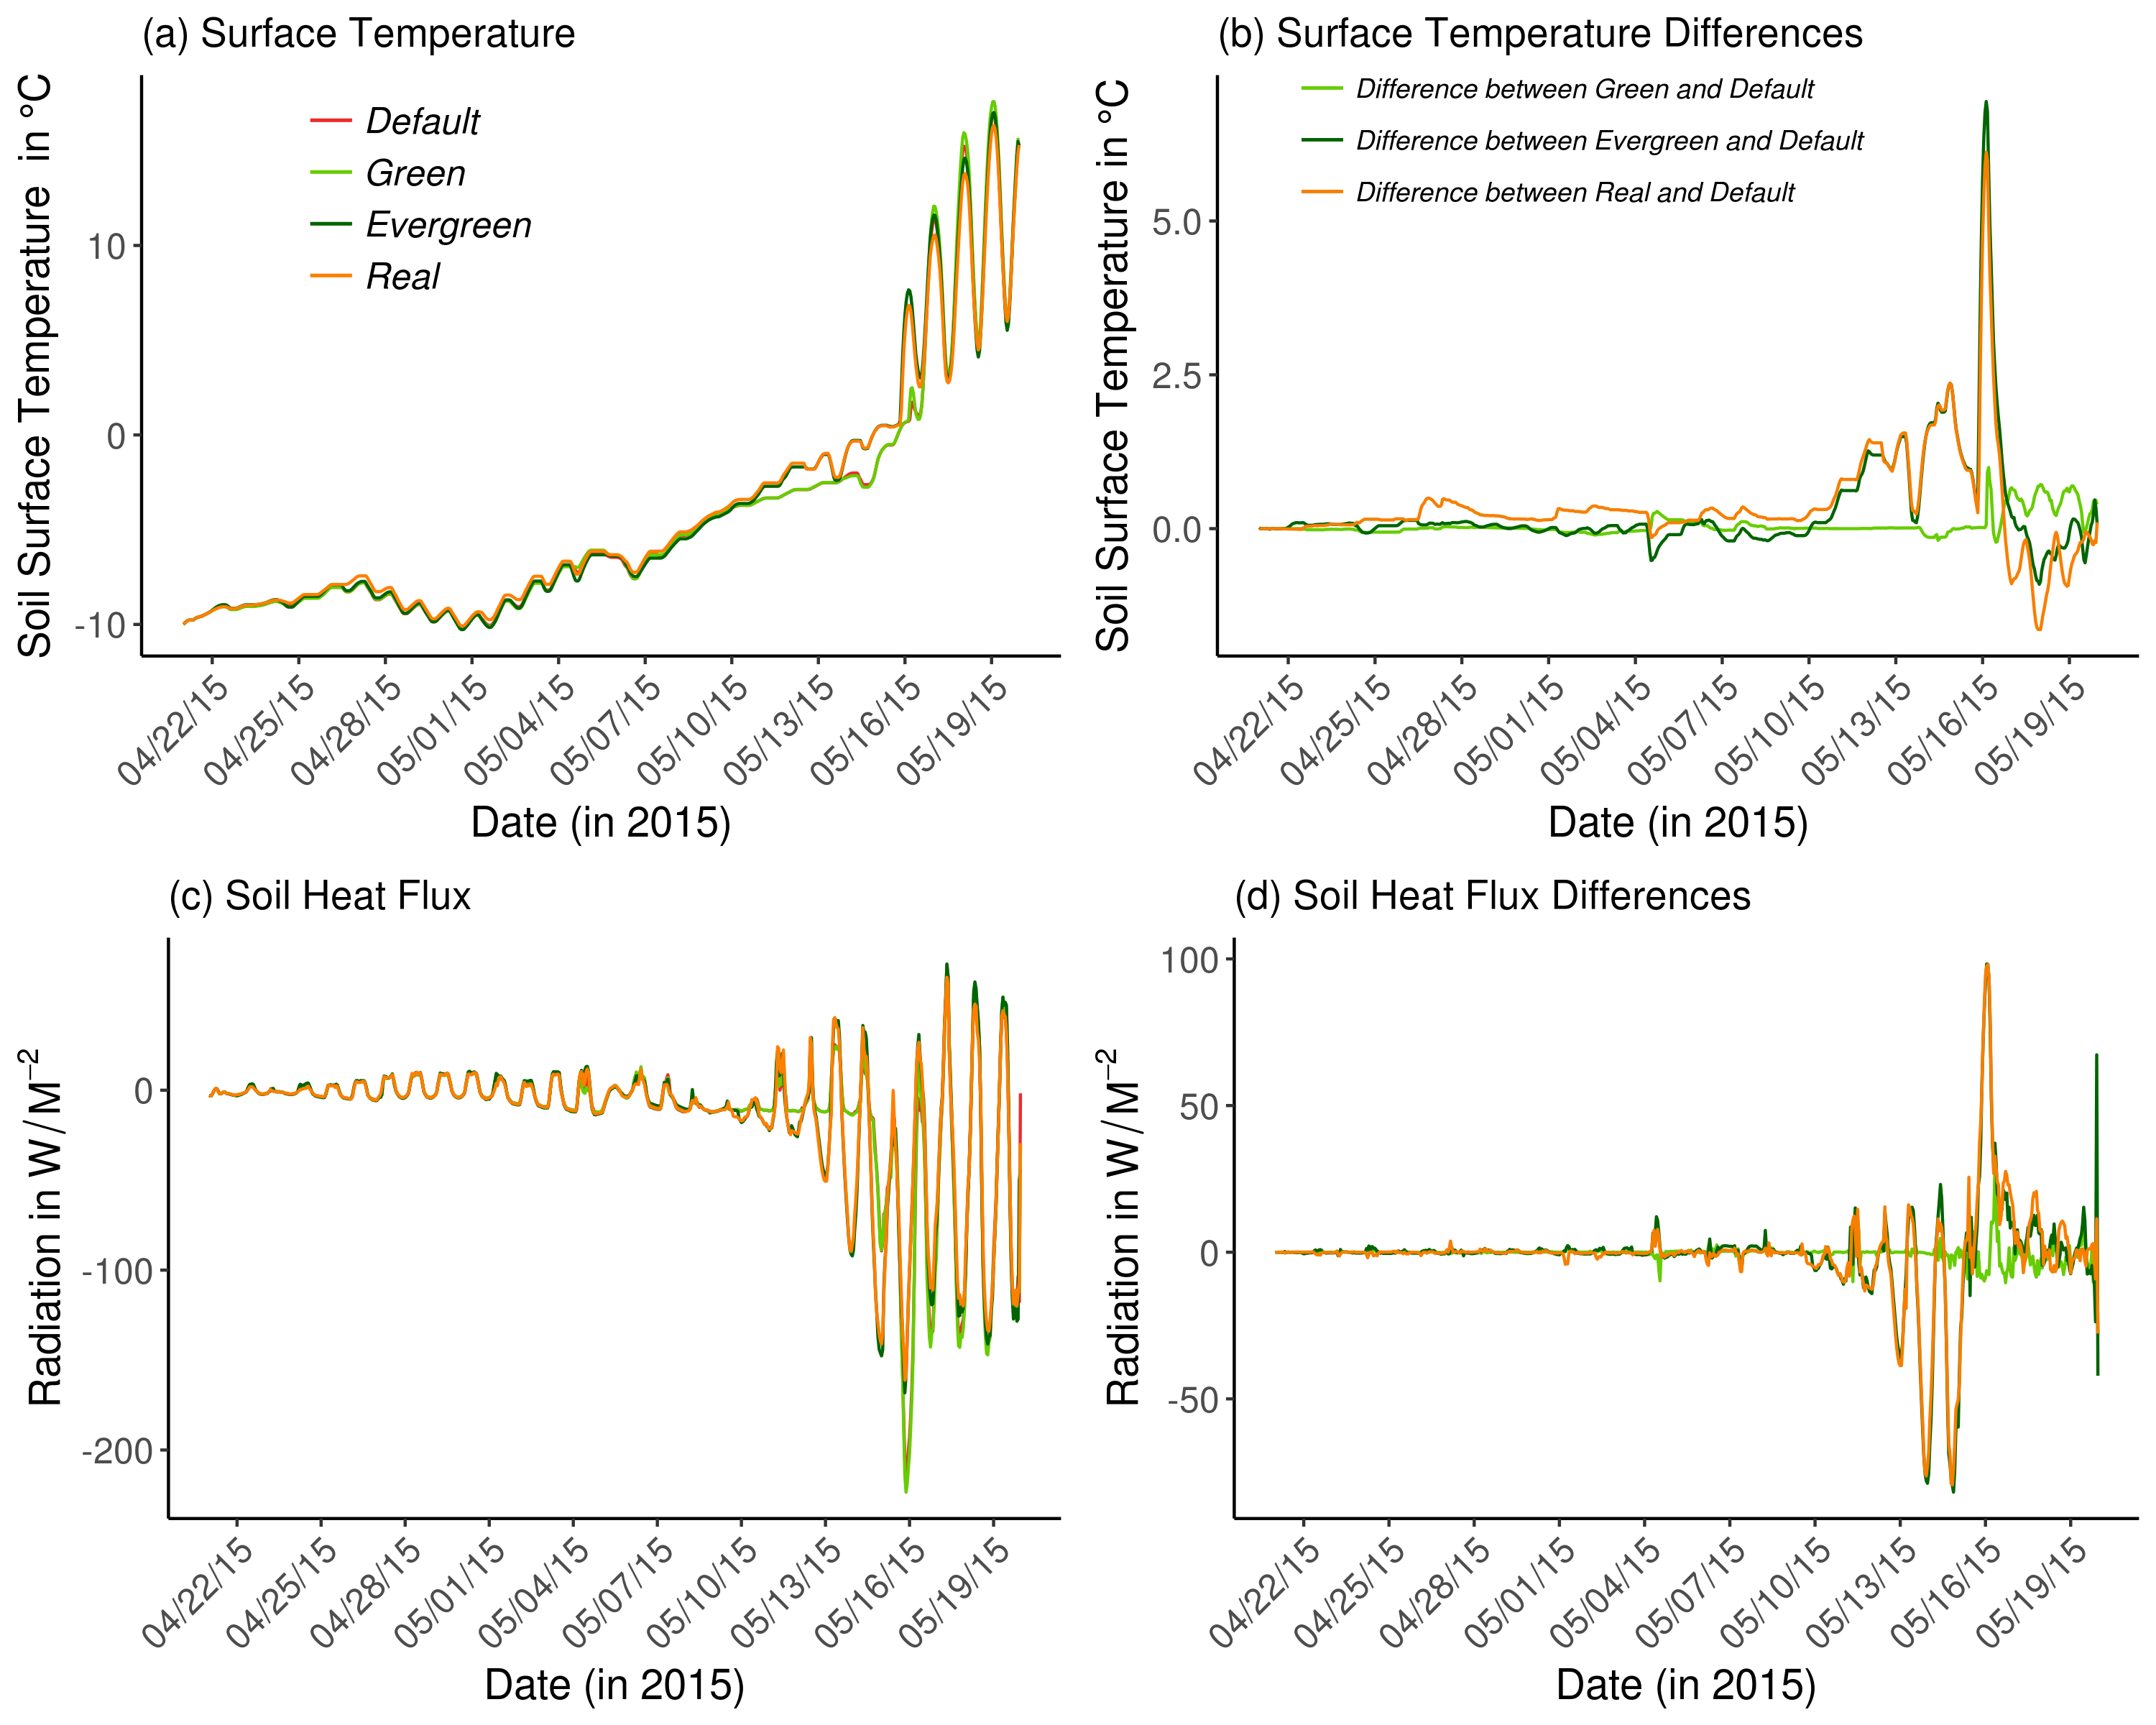 (a) Surface Temperature
Soil Surface Temperature in °C
10
0
-10
Default
Green
Evergreen
Real
04/22/15
04/25/15
04/28/15
05/01/15
05/04/15
05/07/15
05/10/15
05/13/15
05/16/15
05/19/15
Date (in 2015)
(b) Surface Temperature Differences
Soil Surface Temperature in °C
5.0
2.5
0.0
Difference between Green and Default
Difference between Evergreen and Default
Difference between Real and Default
04/22/15
04/25/15
04/28/15
05/01/15
05/04/15
05/07/15
05/10/15
05/13/15
05/16/15
05/19/15
Date (in 2015)
(c) Soil Heat Flux
Radiation in W/M⁻²
0
-100
-200
04/22/15
04/25/15
04/28/15
05/01/15
05/04/15
05/07/15
05/10/15
05/13/15
05/16/15
05/19/15
Date (in 2015)
(d) Soil Heat Flux Differences
Radiation in W/M⁻²
100
50
0
-50
04/22/15
04/25/15
04/28/15
05/01/15
05/04/15
05/07/15
05/10/15
05/13/15
05/16/15
05/19/15
Date (in 2015)